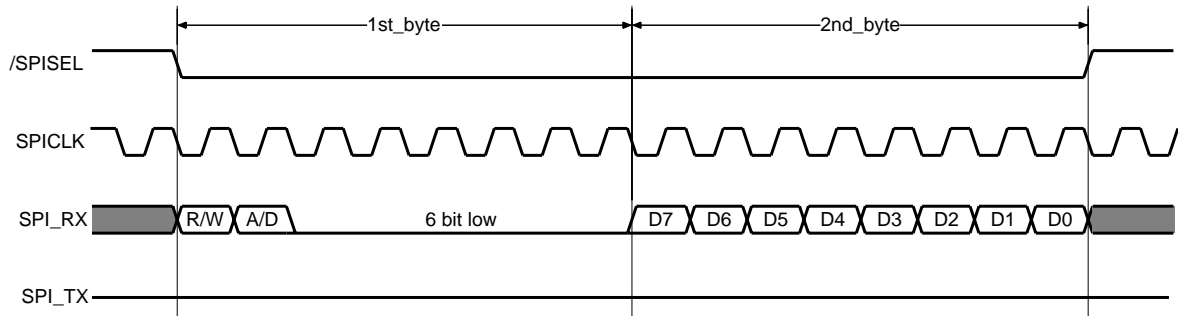 1st_byte 2nd_byte
/SPISEL
SPICLK
SPI_RX R/W A/D 6 bit low D7 D6 D5 D4 D3 D2 D1 D0
SPI_TX